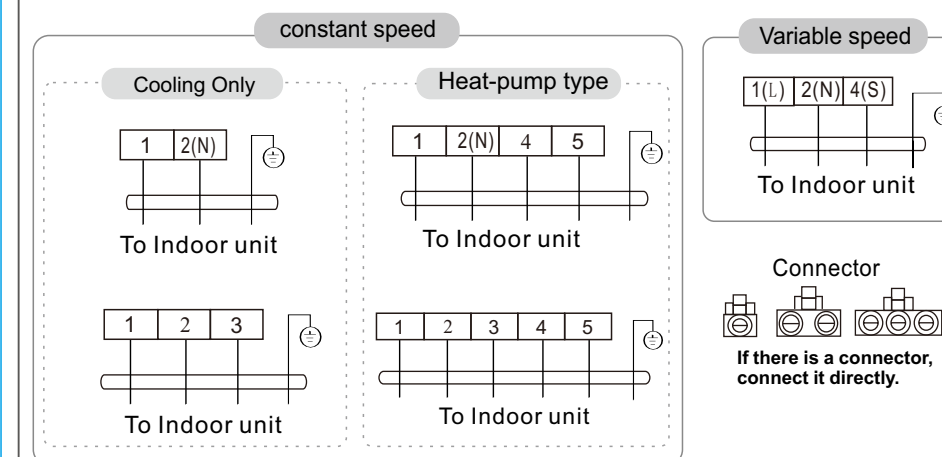 constant speed
Cooling Only
1 2(N)
To Indoor unit
1 2 3
To Indoor unit
Heat-pump type
1 2(N) 4 5
To Indoor unit
1 2 3 4 5
To Indoor unit
Variable speed
1(L) 2(N) 4(S)
To Indoor unit
Connector
If there is a connector,
connect it directly.